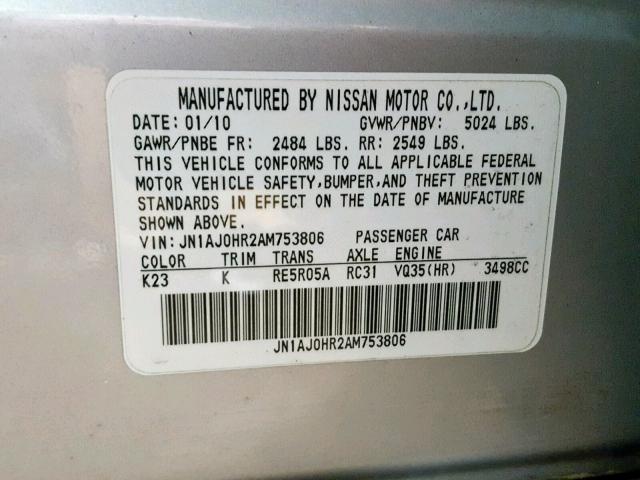 MANUFACTURED BY NISSAN MOTOR CO.,LTD.
DATE: 01/10 GVWR/PNBV: 5024 LBS.
GAWR/PNBE FR: 2484 LBS. RR: 2549 LBS.
THIS VEHICLE CONFORMS TO ALL APPLICABLE FEDERAL
MOTOR VEHICLE SAFETY,BUMPER,AND THEFT PREVENTION
STANDARDS IN EFFECT ON THE DATE OF MANUFACTURE
SHOWN ABOVE.
VIN: JN1AJ0HR2AM753806 PASSENGER CAR
COLOR TRIM TRANS AXLE ENGINE
K23 K RE5R05A RC31 VQ35(HR) 3498CC
JN1AJ0HR2AM753806